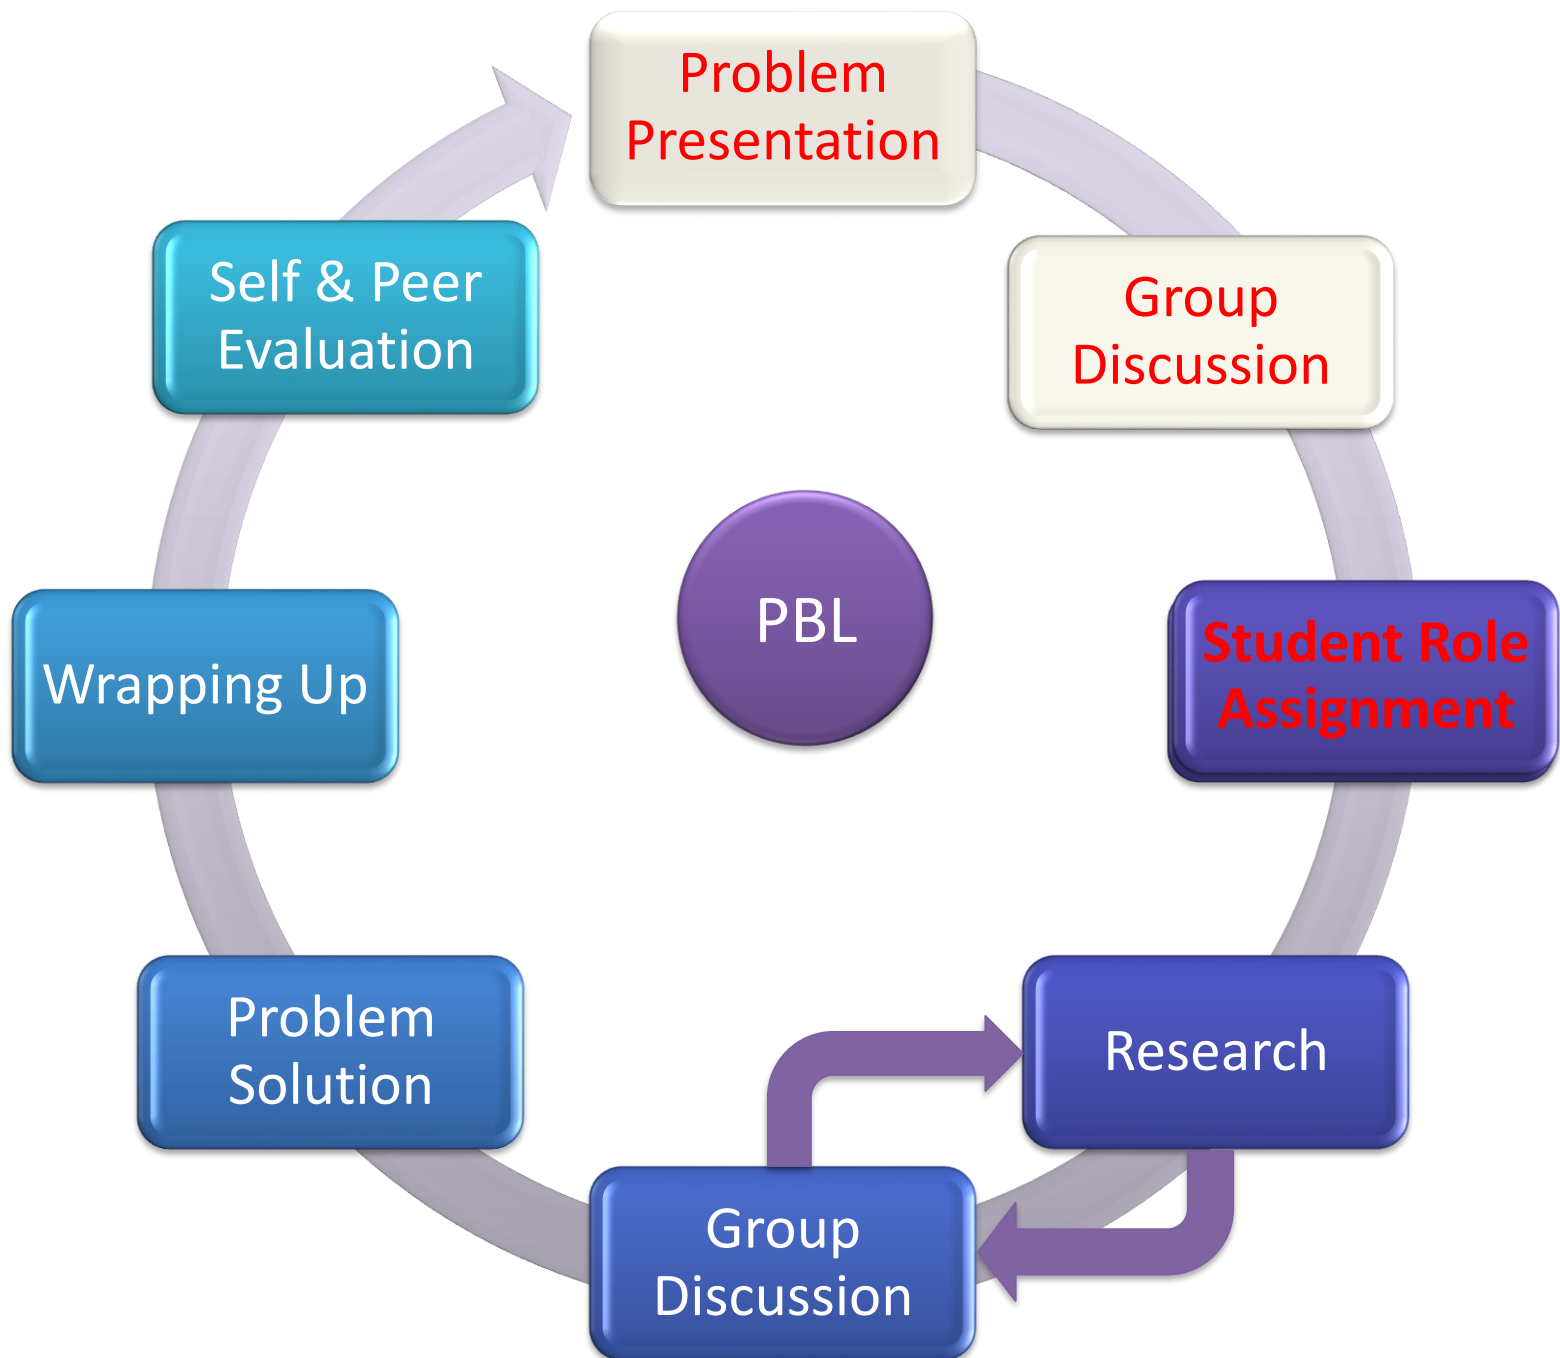 Problem
Presentation
Group
Discussion
Student Role
Assignment
Research
Group
Discussion
Problem
Solution
Wrapping Up
Self & Peer
Evaluation
PBL